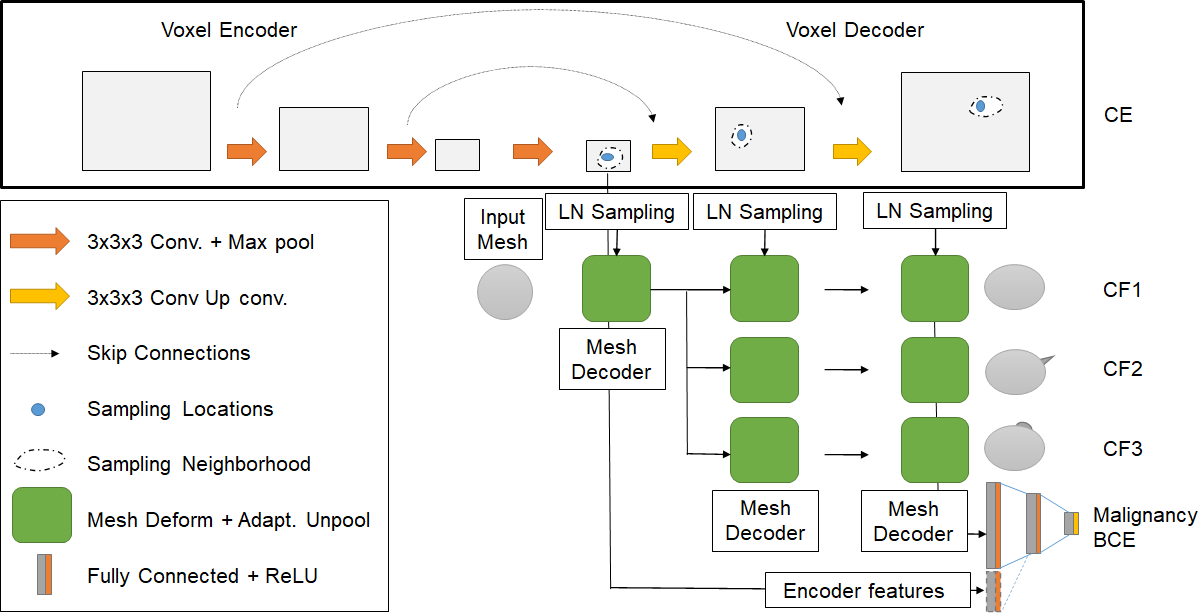 Voxel Encoder
Voxel Decoder
CE
3x3x3 Conv. + Max pool
3x3x3 Conv Up conv.
Skip Connections
Sampling Locations
Sampling Neighborhood
Mesh Deform + Adapt. Unpool
Fully Connected + ReLU
Input
Mesh
LN Sampling
LN Sampling
LN Sampling
CF1
Mesh
Decoder
CF2
CF3
Mesh
Decoder
Mesh
Decoder
Malignancy
BCE
Encoder features